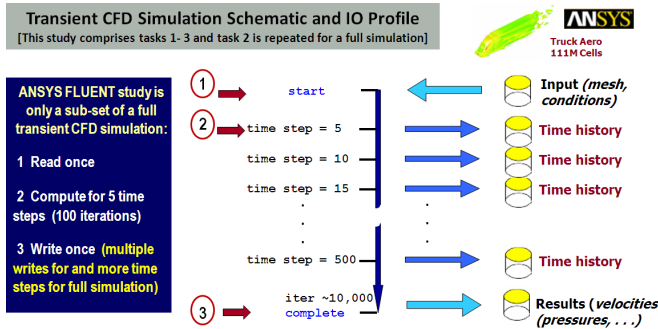 Transient CFD Simulation Schematic and IO Profile
[This study comprises tasks 1- 3 and task 2 is repeated for a full simulation]
ANSYS
Truck Aero
111M Cells
ANSYS FLUENT study is
only a sub-set of a full
transient CFD simulation:
1 Read once
2 Compute for 5 time
steps (100 iterations)
3 Write once (multiple
writes for and more time
steps for full simulation)
1
start
Input (mesh,
conditions)
2
time step = 5
Time history
time step = 10
Time history
time step = 15
Time history
time step = 500
Time history
3
iter ~10,000
complete
Results (velocities
(pressures, . . .)